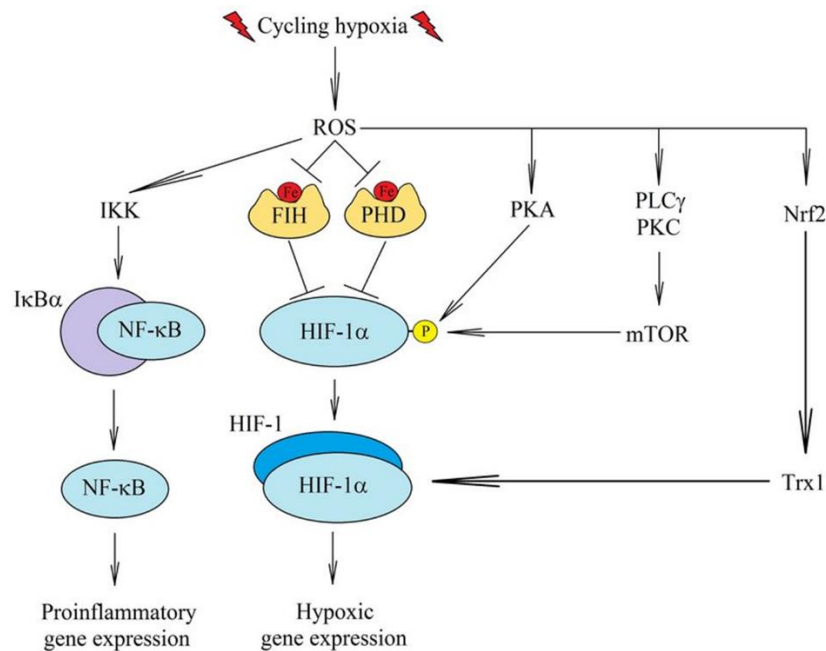 Cycling hypoxia
ROS
IKK
Fe
FIH
Fe
PHD
PKA
PLCγ
PKC
Nrf2
IκBα
NF-κB
HIF-1α
P
mTOR
HIF-1
NF-κB
HIF-1α
Trx1
Proinflammatory
gene expression
Hypoxic
gene expression